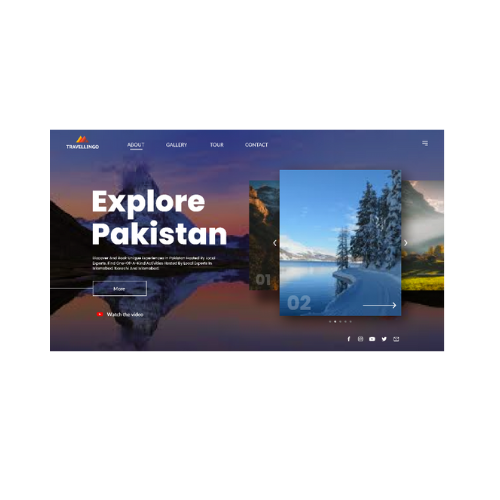 TRAVELLINGO
ABOUT GALLERY TOUR CONTACT
Explore
Pakistan
Discover And Book Unique Experiences In Pakistan Hosted By Local
Experts. Find One-Of-A-Kind Activities Hosted By Local Experts In
Islamabad
More
Watch the video
01
02